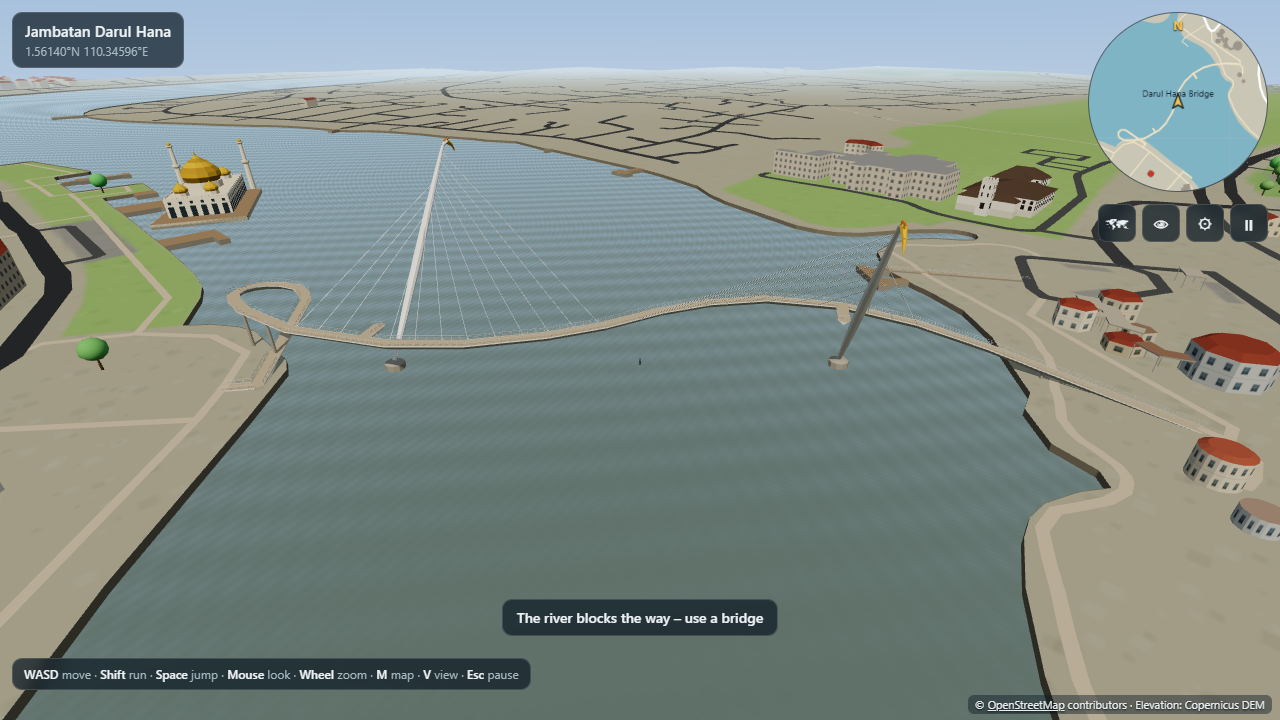 Jambatan Darul Hana
1.56140°N 110.34596°E
N
Darul Hana Bridge
The river blocks the way – use a bridge
WASD move · Shift run · Space jump · Mouse look · Wheel zoom · M map · V view · Esc pause
© OpenStreetMap contributors · Elevation: Copernicus DEM